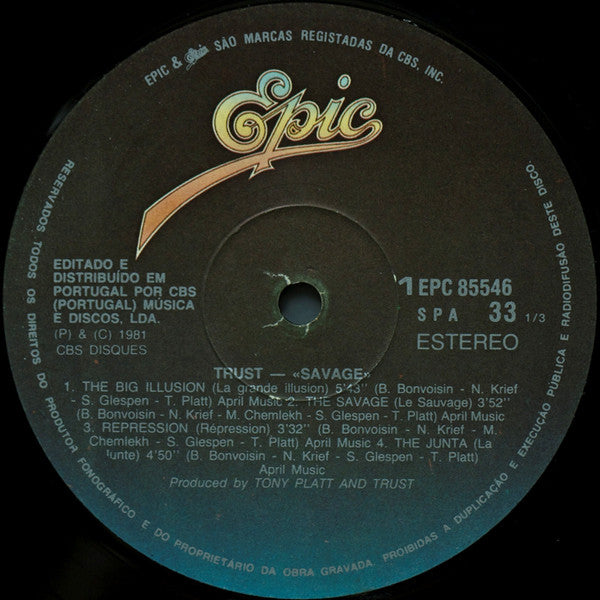 EPIC & Epic SÃO MARCAS REGISTADAS DA CBS, INC.
Epic
EDITADO E
DISTRIBUÍDO EM
PORTUGAL POR CBS
(PORTUGAL) MÚSICA
E DISCOS, LDA.
(P) & (C) 1981
CBS DISQUES
1 EPC 85546
SPA 33 1/3
ESTEREO
TRUST — «SAVAGE»
1. THE BIG ILLUSION (La grande illusion) 5'43'' (B. Bonvoisin - N. Krief
- S. Glespen - T. Platt) April Music 2. THE SAVAGE (Le Sauvage) 3'52''
(B. Bonvoisin - N. Krief - M. Chemlekh - S. Glespen - T. Platt) April Music
3. REPRESSION (Répression) 3'32'' (B. Bonvoisin - N. Krief - M.
Chemlekh - S. Glespen - T. Platt) April Music 4. THE JUNTA (La
Junte) 4'50'' (B. Bonvoisin - N. Krief - S. Glespen - T. Platt)
April Music
Produced by TONY PLATT AND TRUST
RESERVADOS TODOS OS DIREITOS DO PRODUTOR FONOGRÁFICO E DO PROPRIETÁRIO DA OBRA GRAVADA. PROIBIDAS A DUPLICAÇÃO E EXECUÇÃO PÚBLICA E RADIODIFUSÃO DESTE DISCO.